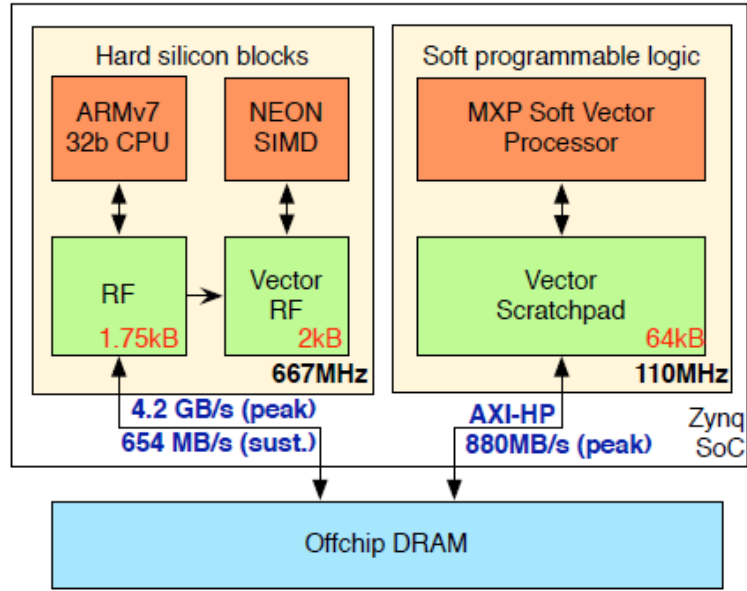 Hard silicon blocks
ARMv7
32b CPU
NEON
SIMD
RF
1.75kB
Vector
RF
2kB
667MHz
Soft programmable logic
MXP Soft Vector
Processor
Vector
Scratchpad
64kB
110MHz
4.2 GB/s (peak)
654 MB/s (sust.)
AXI-HP
880MB/s (peak)
Zynq
SoC
Offchip DRAM